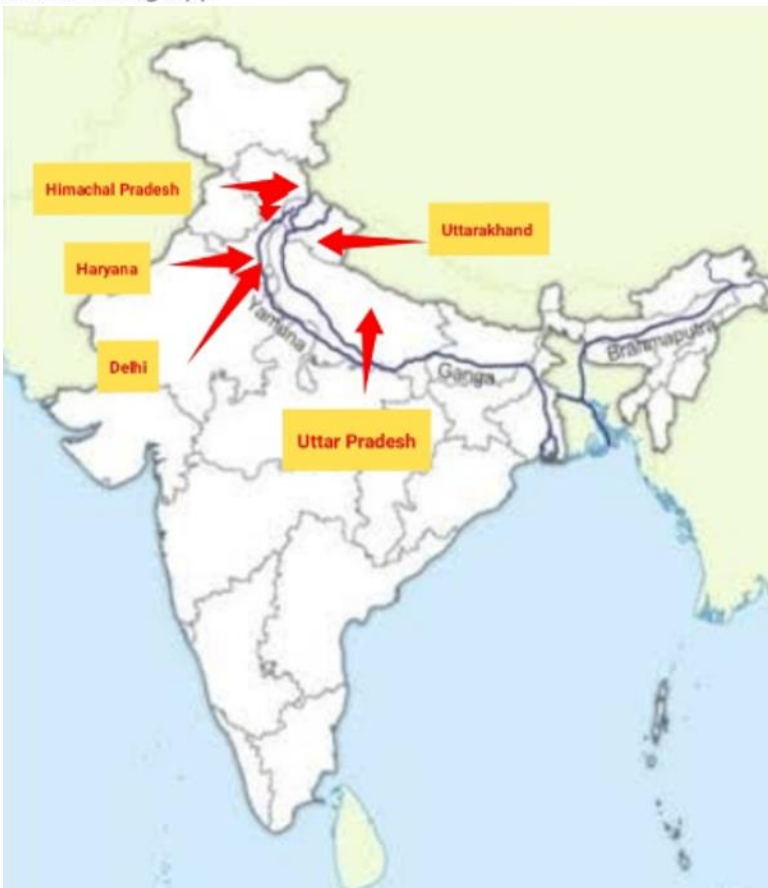 Himachal Pradesh
Uttarakhand
Haryana
Yamuna
Brahmaputra
Delhi
Ganga
Uttar Pradesh